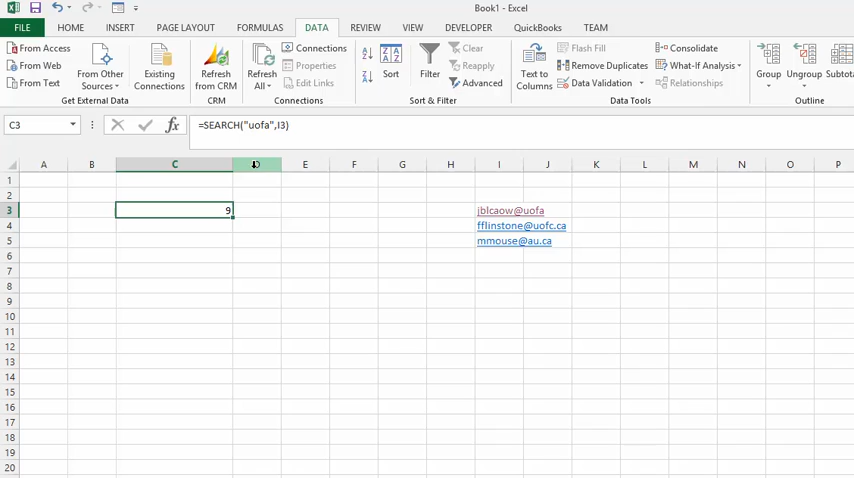 Book1 - Excel
FILE HOME INSERT PAGE LAYOUT FORMULAS DATA REVIEW VIEW DEVELOPER QuickBooks TEAM
From Access
From Web
From Text
From Other
Sources
Existing
Connections
Get External Data
Refresh
from CRM
CRM
Refresh
All
Connections
Properties
Edit Links
Connections
A Z
Z A
Z A
A Z
Sort
Filter
Clear
Reapply
Advanced
Sort & Filter
Text to
Columns
Flash Fill
Remove Duplicates
Data Validation
Consolidate
What-If Analysis
Relationships
Data Tools
Group
Ungroup
Subtota
Outline
C3 fx =SEARCH("uofa",I3)
A B C D E F G H I J K L M N O P
1
2
3 9 jblcaow@uofa
4 fflinstone@uofc.ca
5 mmouse@au.ca
6
7
8
9
10
11
12
13
14
15
16
17
18
19
20